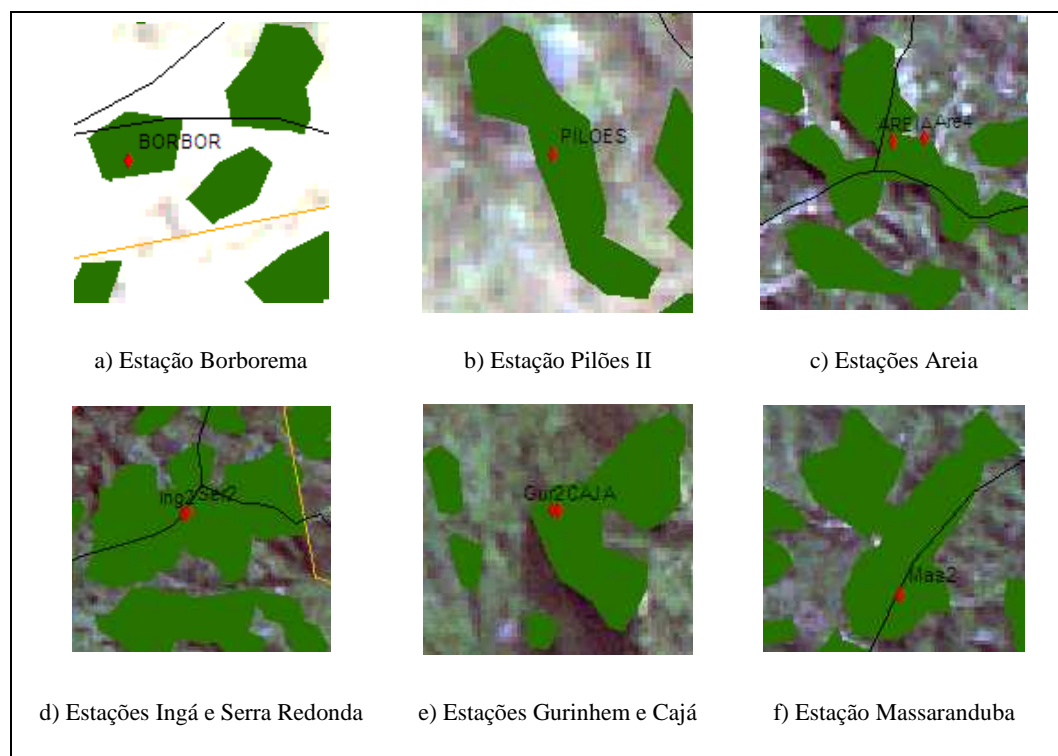 BORBOR
PILOES
AREIA Are4
a) Estação Borborema
b) Estação Pilões II
c) Estações Areia
Ing2 Ser2
Gur2 CAJA
Mas2
d) Estações Ingá e Serra Redonda
e) Estações Gurinhem e Cajá
f) Estação Massaranduba